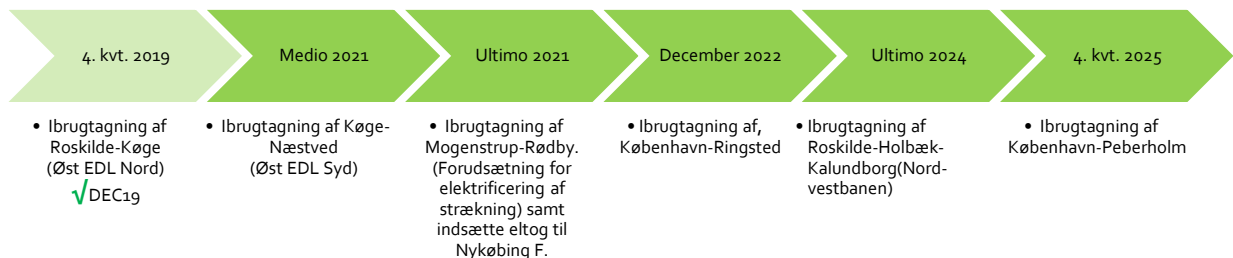 4. kvt. 2019
Medio 2021
Ultimo 2021
December 2022
Ultimo 2024
4. kvt. 2025
• Ibrugtagning af
Roskilde-Køge
(Øst EDL Nord)
√DEC19
• Ibrugtagning af Køge-
Næstved
(Øst EDL Syd)
• Ibrugtagning af
Mogenstrup-Rødby.
(Forudsætning for
elektrificering af
strækning) samt
indsætte eltog til
Nykøbing F.
• Ibrugtagning af,
København-Ringsted
• Ibrugtagning af
Roskilde-Holbæk-
Kalundborg(Nord-
vestbanen)
• Ibrugtagning af
København-Peberholm